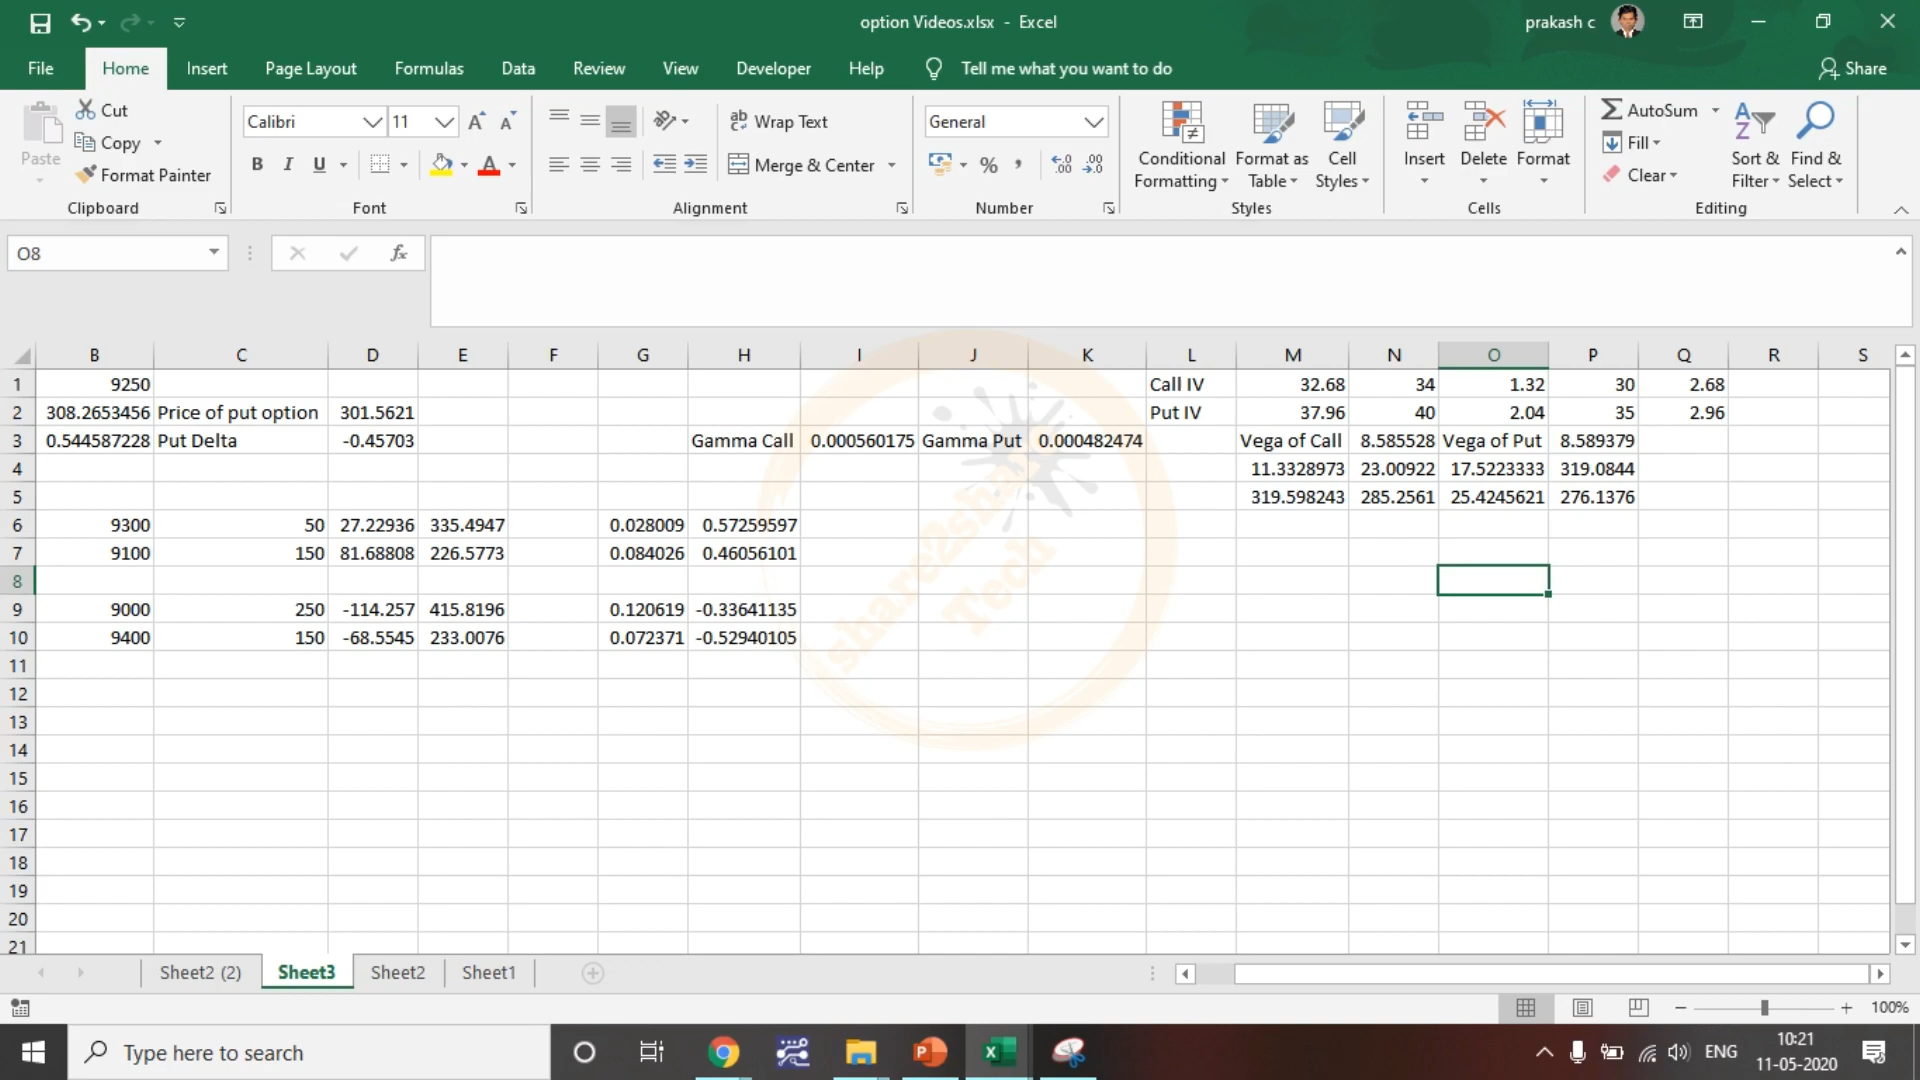 option Videos.xlsx - Excel
prakash c
File Home Insert Page Layout Formulas Data Review View Developer Help Tell me what you want to do Share
Paste
Cut
Copy
Format Painter
Clipboard
Calibri 11
B I U
Font
Wrap Text
Merge & Center
Alignment
General
Number
Conditional Formatting
Format as Table
Cell Styles
Styles
Insert Delete Format
Cells
AutoSum
Fill
Clear
Sort & Filter
Find & Select
Editing
O8
fx
B C D E F G H I J K L M N O P Q R S
1 9250 Call IV 32.68 34 1.32 30 2.68
2 308.2653456 Price of put option 301.5621 Put IV 37.96 40 2.04 35 2.96
3 0.544587228 Put Delta -0.45703 Gamma Call 0.000560175 Gamma Put 0.000482474 Vega of Call 8.585528 Vega of Put 8.589379
4 11.3328973 23.00922 17.5223333 319.0844
5 319.598243 285.2561 25.4245621 276.1376
6 9300 50 27.22936 335.4947 0.028009 0.57259597
7 9100 150 81.68808 226.5773 0.084026 0.46056101
8
9 9000 250 -114.257 415.8196 0.120619 -0.33641135
10 9400 150 -68.5545 233.0076 0.072371 -0.52940105
11
12
13
14
15
16
17
18
19
20
21
share2share
Tech
Sheet2 (2) Sheet3 Sheet2 Sheet1
100%
Type here to search
ENG
10:21
11-05-2020